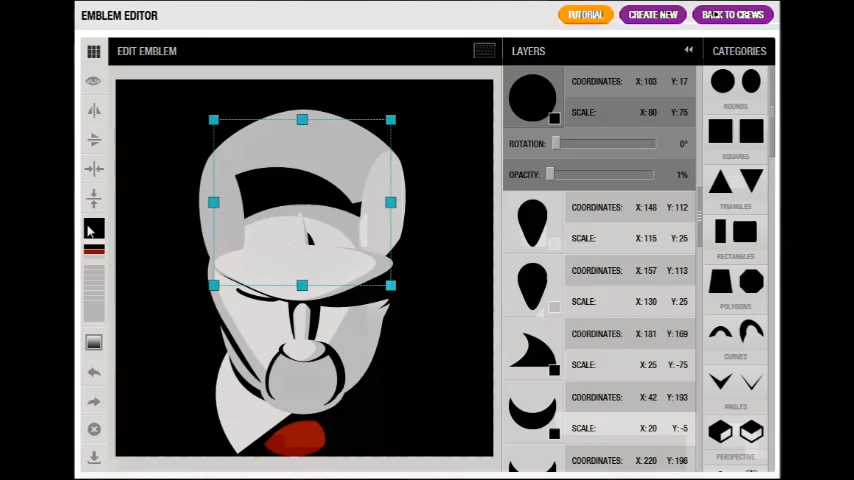 EMBLEM EDITOR
TUTORIAL
CREATE NEW
BACK TO CREWS
EDIT EMBLEM
LAYERS
CATEGORIES
COORDINATES: X: 103 Y: 17
SCALE: X: 80 Y: 75
ROTATION: 0°
OPACITY: 1%
COORDINATES: X: 148 Y: 112
SCALE: X: 115 Y: 25
COORDINATES: X: 157 Y: 113
SCALE: X: 130 Y: 25
COORDINATES: X: 181 Y: 169
SCALE: X: 25 Y: -75
COORDINATES: X: 42 Y: 193
SCALE: X: 20 Y: -5
COORDINATES: X: 220 Y: 196
ROUNDS
SQUARES
TRIANGLES
RECTANGLES
POLYGONS
CURVES
ANGLES
PERSPECTIVE